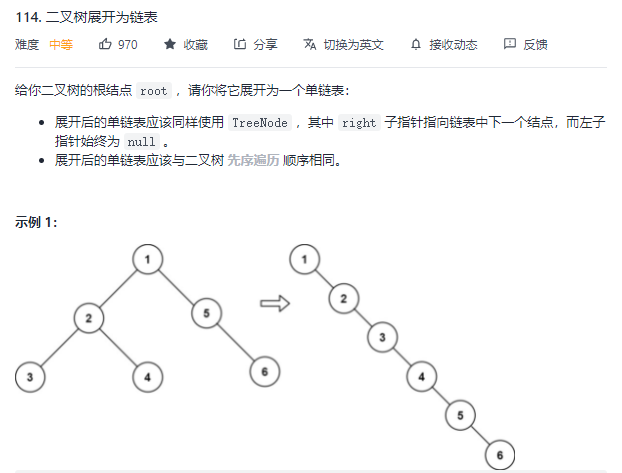 114. 二叉树展开为链表
难度 中等 970 收藏 分享 切换为英文 接收动态 反馈
给你二叉树的根结点 root ，请你将它展开为一个单链表：
展开后的单链表应该同样使用 TreeNode ，其中 right 子指针指向链表中下一个结点，而左子
指针始终为 null 。
展开后的单链表应该与二叉树 先序遍历 顺序相同。
示例 1：
1 1
2 5 2
3 4 6 3
4
5
6